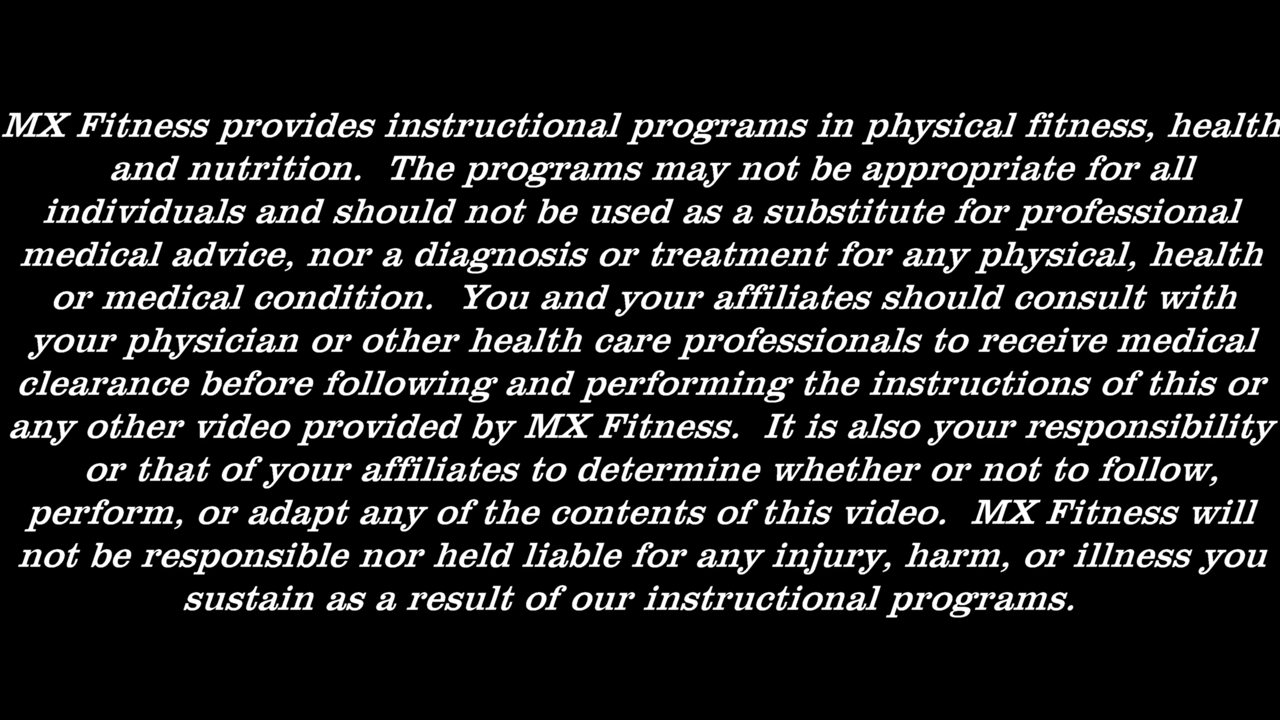 MX Fitness provides instructional programs in physical fitness, health
and nutrition.  The programs may not be appropriate for all
individuals and should not be used as a substitute for professional
medical advice, nor a diagnosis or treatment for any physical, health
or medical condition.  You and your affiliates should consult with
your physician or other health care professionals to receive medical
clearance before following and performing the instructions of this or
any other video provided by MX Fitness.  It is also your responsibility
or that of your affiliates to determine whether or not to follow,
perform, or adapt any of the contents of this video.  MX Fitness will
not be responsible nor held liable for any injury, harm, or illness you
sustain as a result of our instructional programs.